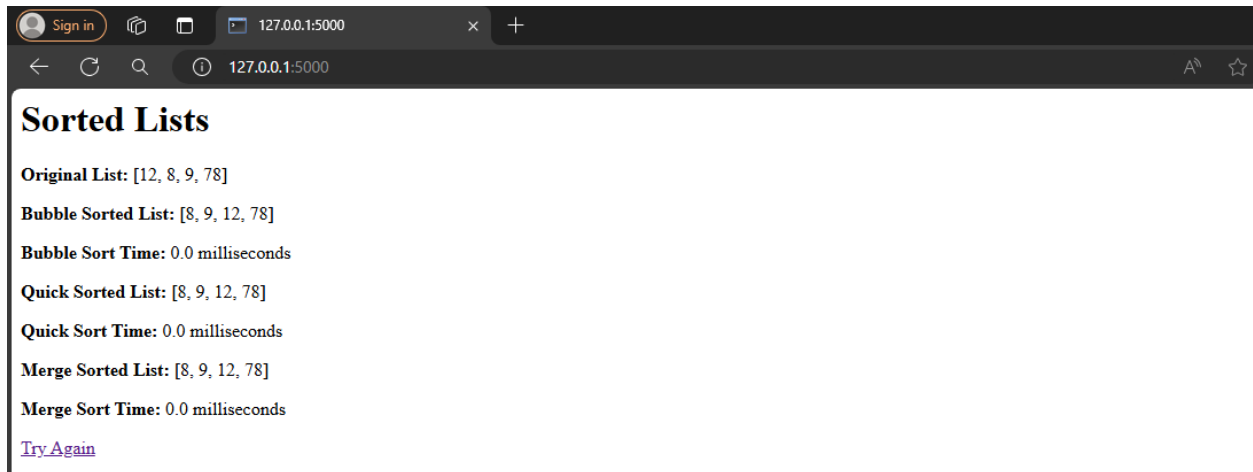 Sign in
127.0.0.1:5000
127.0.0.1:5000
Sorted Lists
Original List: [12, 8, 9, 78]
Bubble Sorted List: [8, 9, 12, 78]
Bubble Sort Time: 0.0 milliseconds
Quick Sorted List: [8, 9, 12, 78]
Quick Sort Time: 0.0 milliseconds
Merge Sorted List: [8, 9, 12, 78]
Merge Sort Time: 0.0 milliseconds
Try Again